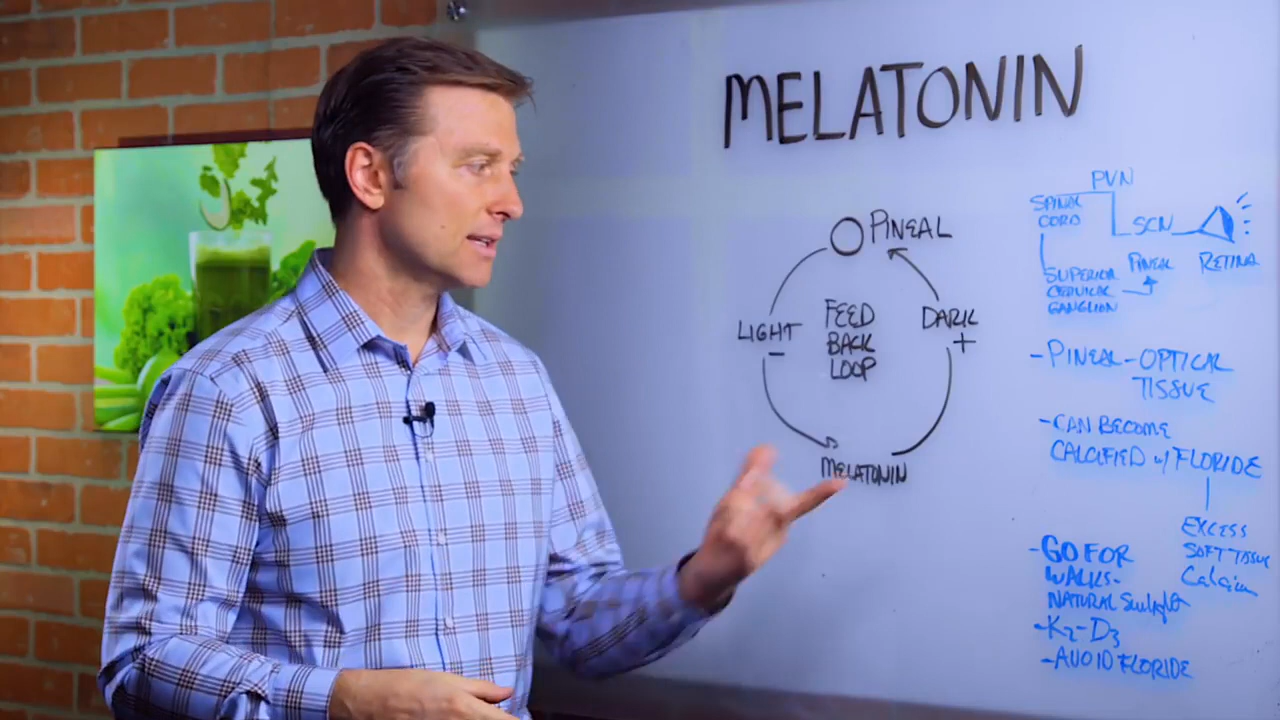 MELATONIN
PINEAL
LIGHT
-
FEED
BACK
LOOP
DARK
+
MELATONIN
PVN
SPINAL
CORD
SCN
RETINA
PINEAL
SUPERIOR
CERVICAL
GANGLION
-PINEAL-OPTICAL
TISSUE
-CAN BECOME
CALCIFIED w/ FLORIDE
EXCESS
SOFT TISSUE
Calcium
-GO FOR
WALKS-
NATURAL Sunlight
-K2-D3
-AVOID FLORIDE